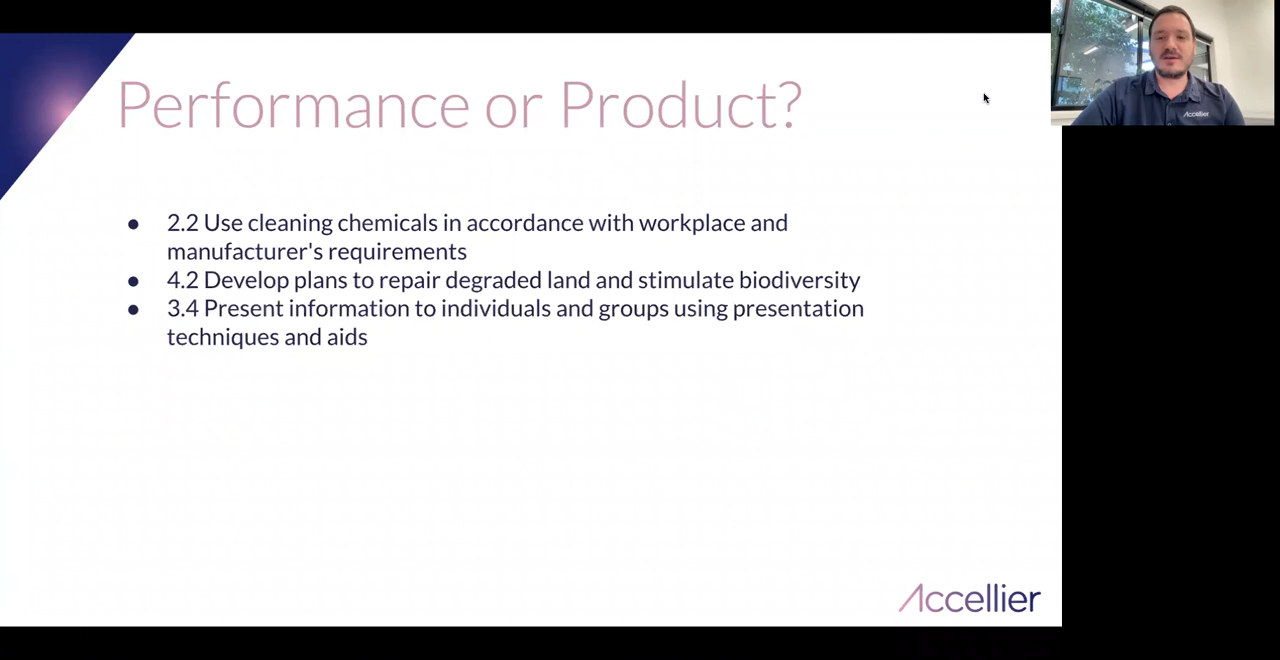 Performance or Product?
● 2.2 Use cleaning chemicals in accordance with workplace and
manufacturer's requirements
● 4.2 Develop plans to repair degraded land and stimulate biodiversity
● 3.4 Present information to individuals and groups using presentation
techniques and aids
Accellier
Accellier